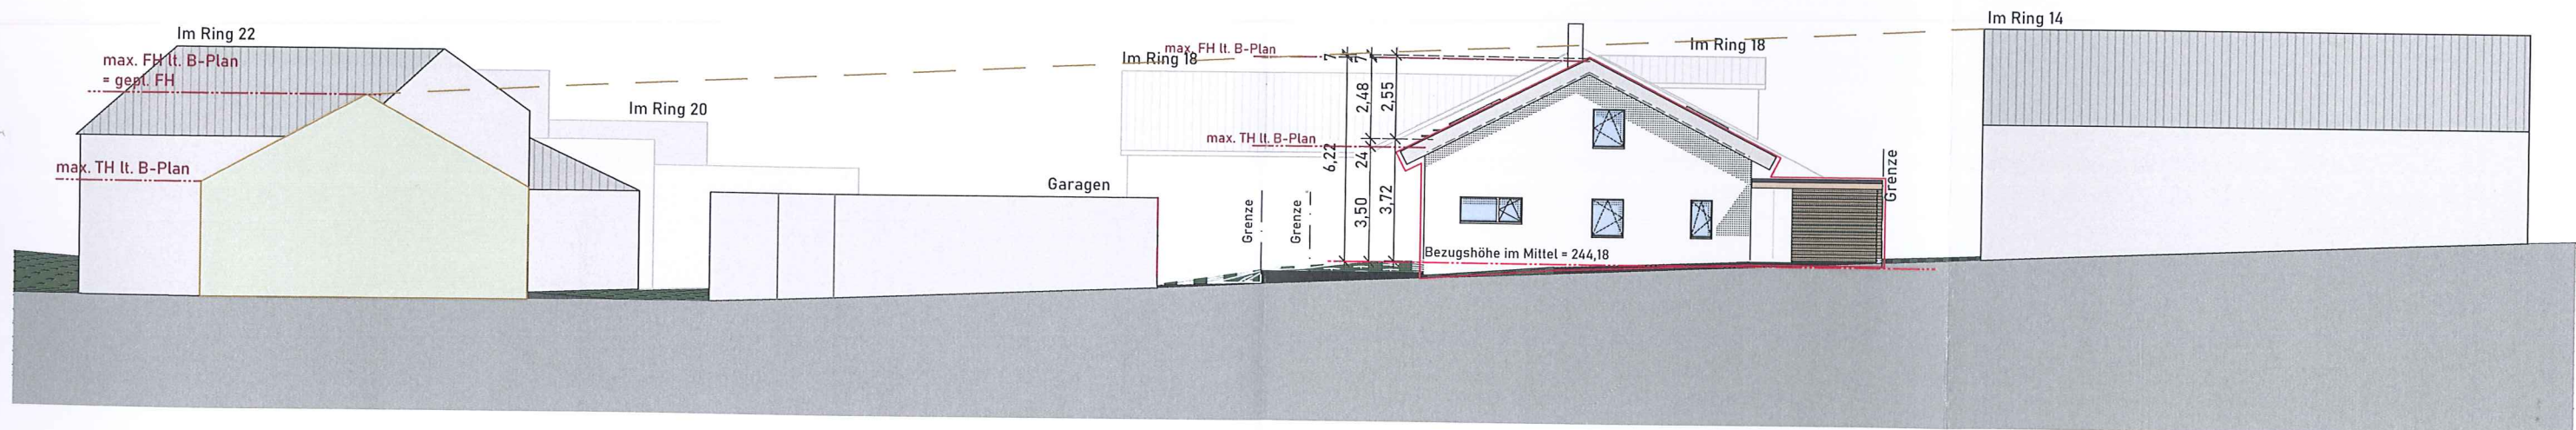 Im Ring 22
max. FH lt. B-Plan
= gepl. FH
max. TH lt. B-Plan
Im Ring 20
Garagen
Im Ring 18
max. FH lt. B-Plan
max. TH lt. B-Plan
Grenze
Grenze
7
7
2,48
2,55
6,22
24
3,50
3,72
Bezugshöhe im Mittel = 244,18
Im Ring 18
Grenze
Im Ring 14